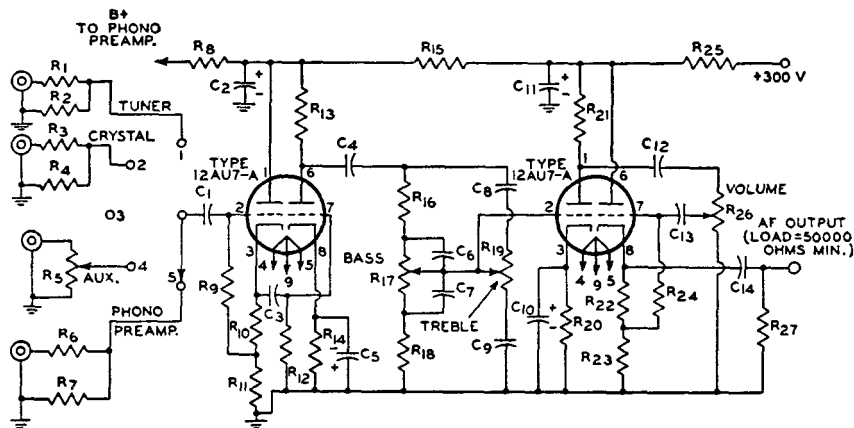 B+
TO PHONO
PREAMP.
R8
R15
R25
+300 V
C2
+
-
C11
+
-
R1
R2
TUNER
R3
CRYSTAL
R4
1
2
O3
R5
4
AUX.
5
PHONO
PREAMP.
R6
R7
R13
TYPE
12AU7-A
1
6
C4
C1
2
7
3
4
9
5
8
R9
C3
R10
R11
R12
R14
-
+
C5
R16
BASS
R17
C6
C7
R18
C8
R19
TREBLE
C9
R21
TYPE
12AU7-A
1
6
C12
2
7
3
4
9
5
8
C10
+
-
R20
R22
R23
R24
C13
VOLUME
R26
AF OUTPUT
(LOAD=50000
OHMS MIN.)
C14
R27